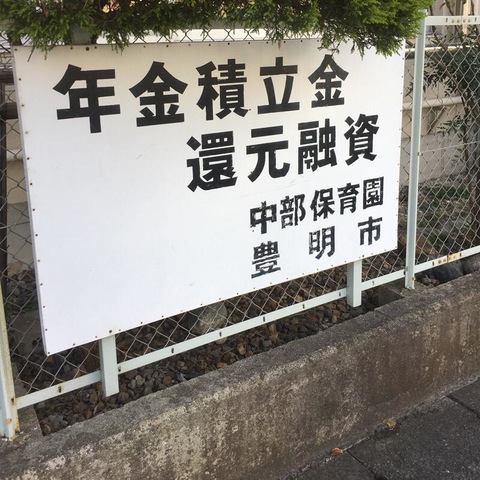 年金積立金
還元融資
中部保育園
豊明市